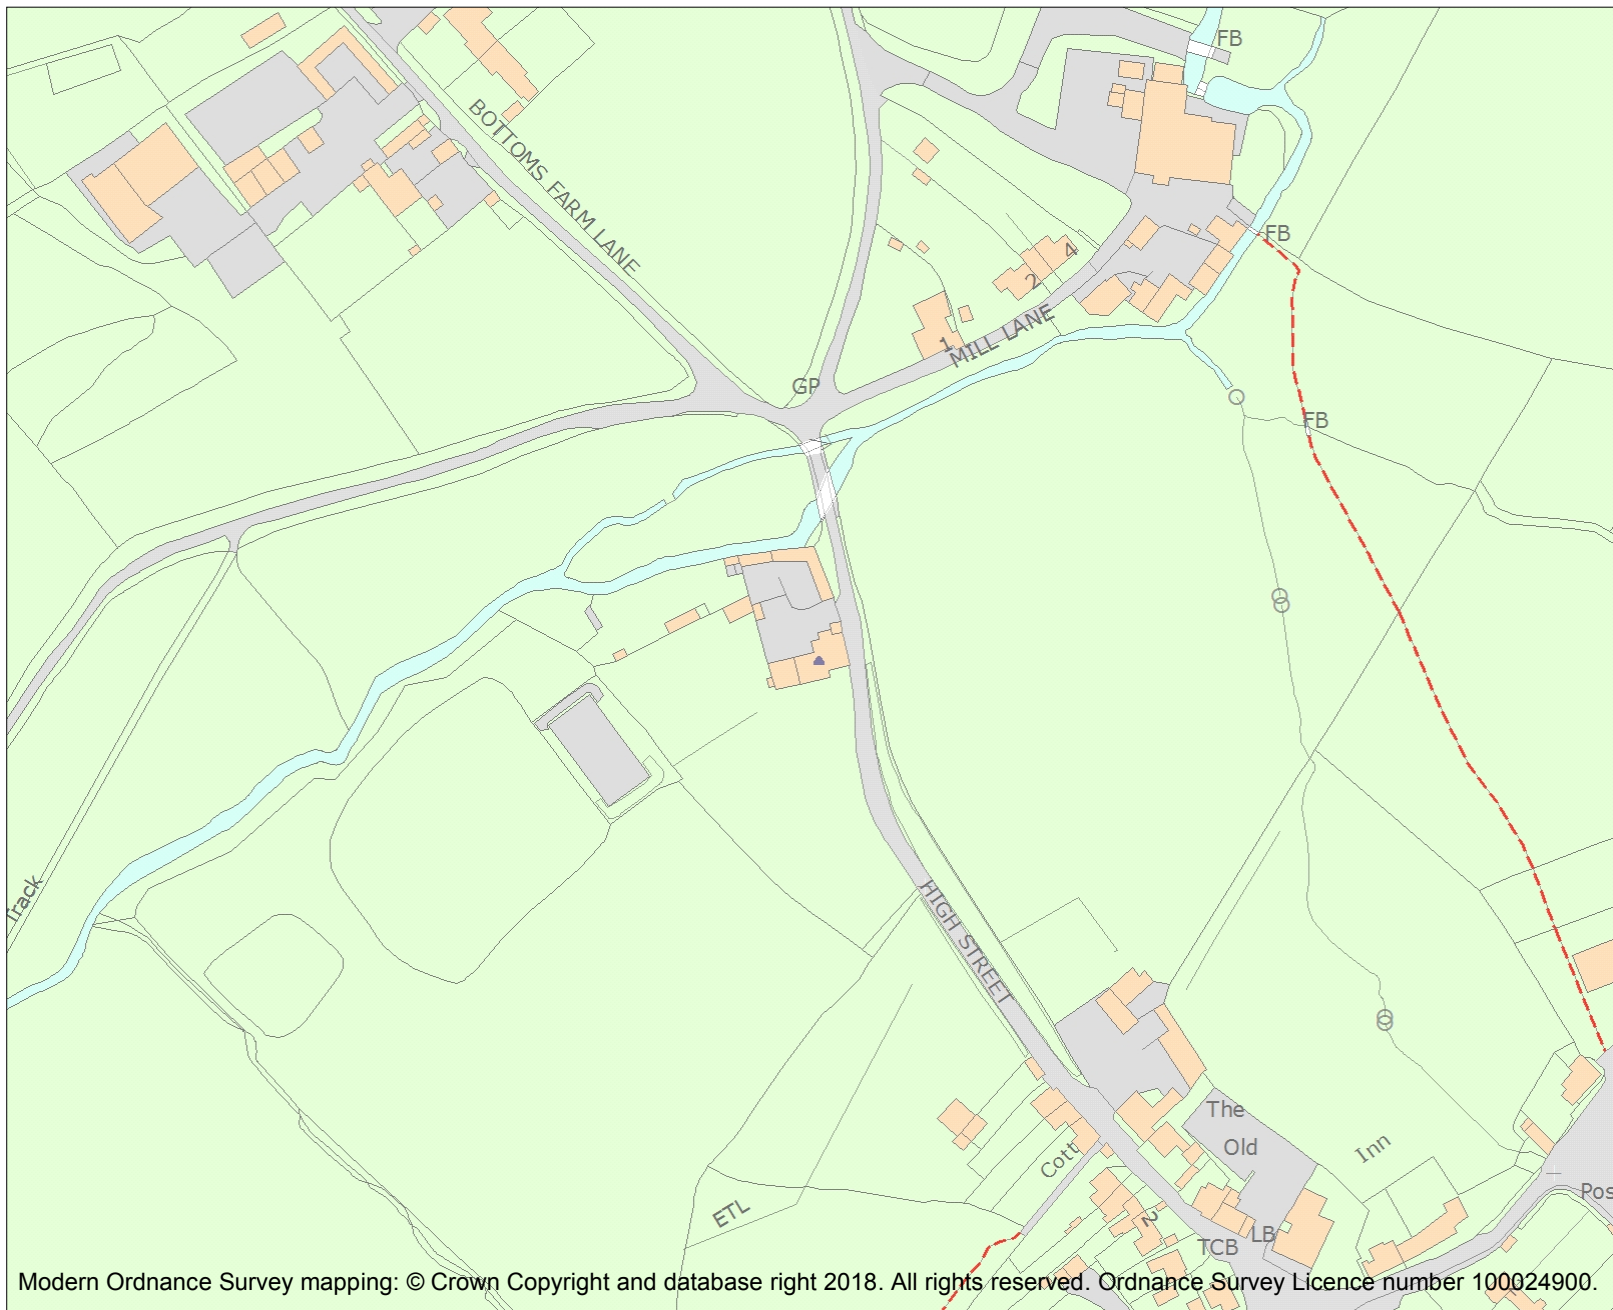 FB
BOTTOMS FARM LANE
FB
4
2
MILL LANE
1
GP
FB
Track
HIGH STREET
The
Old
Inn
Cott
ETL
2
LB
TCB
Pos
Modern Ordnance Survey mapping: © Crown Copyright and database right 2018. All rights reserved. Ordnance Survey Licence number 100024900.